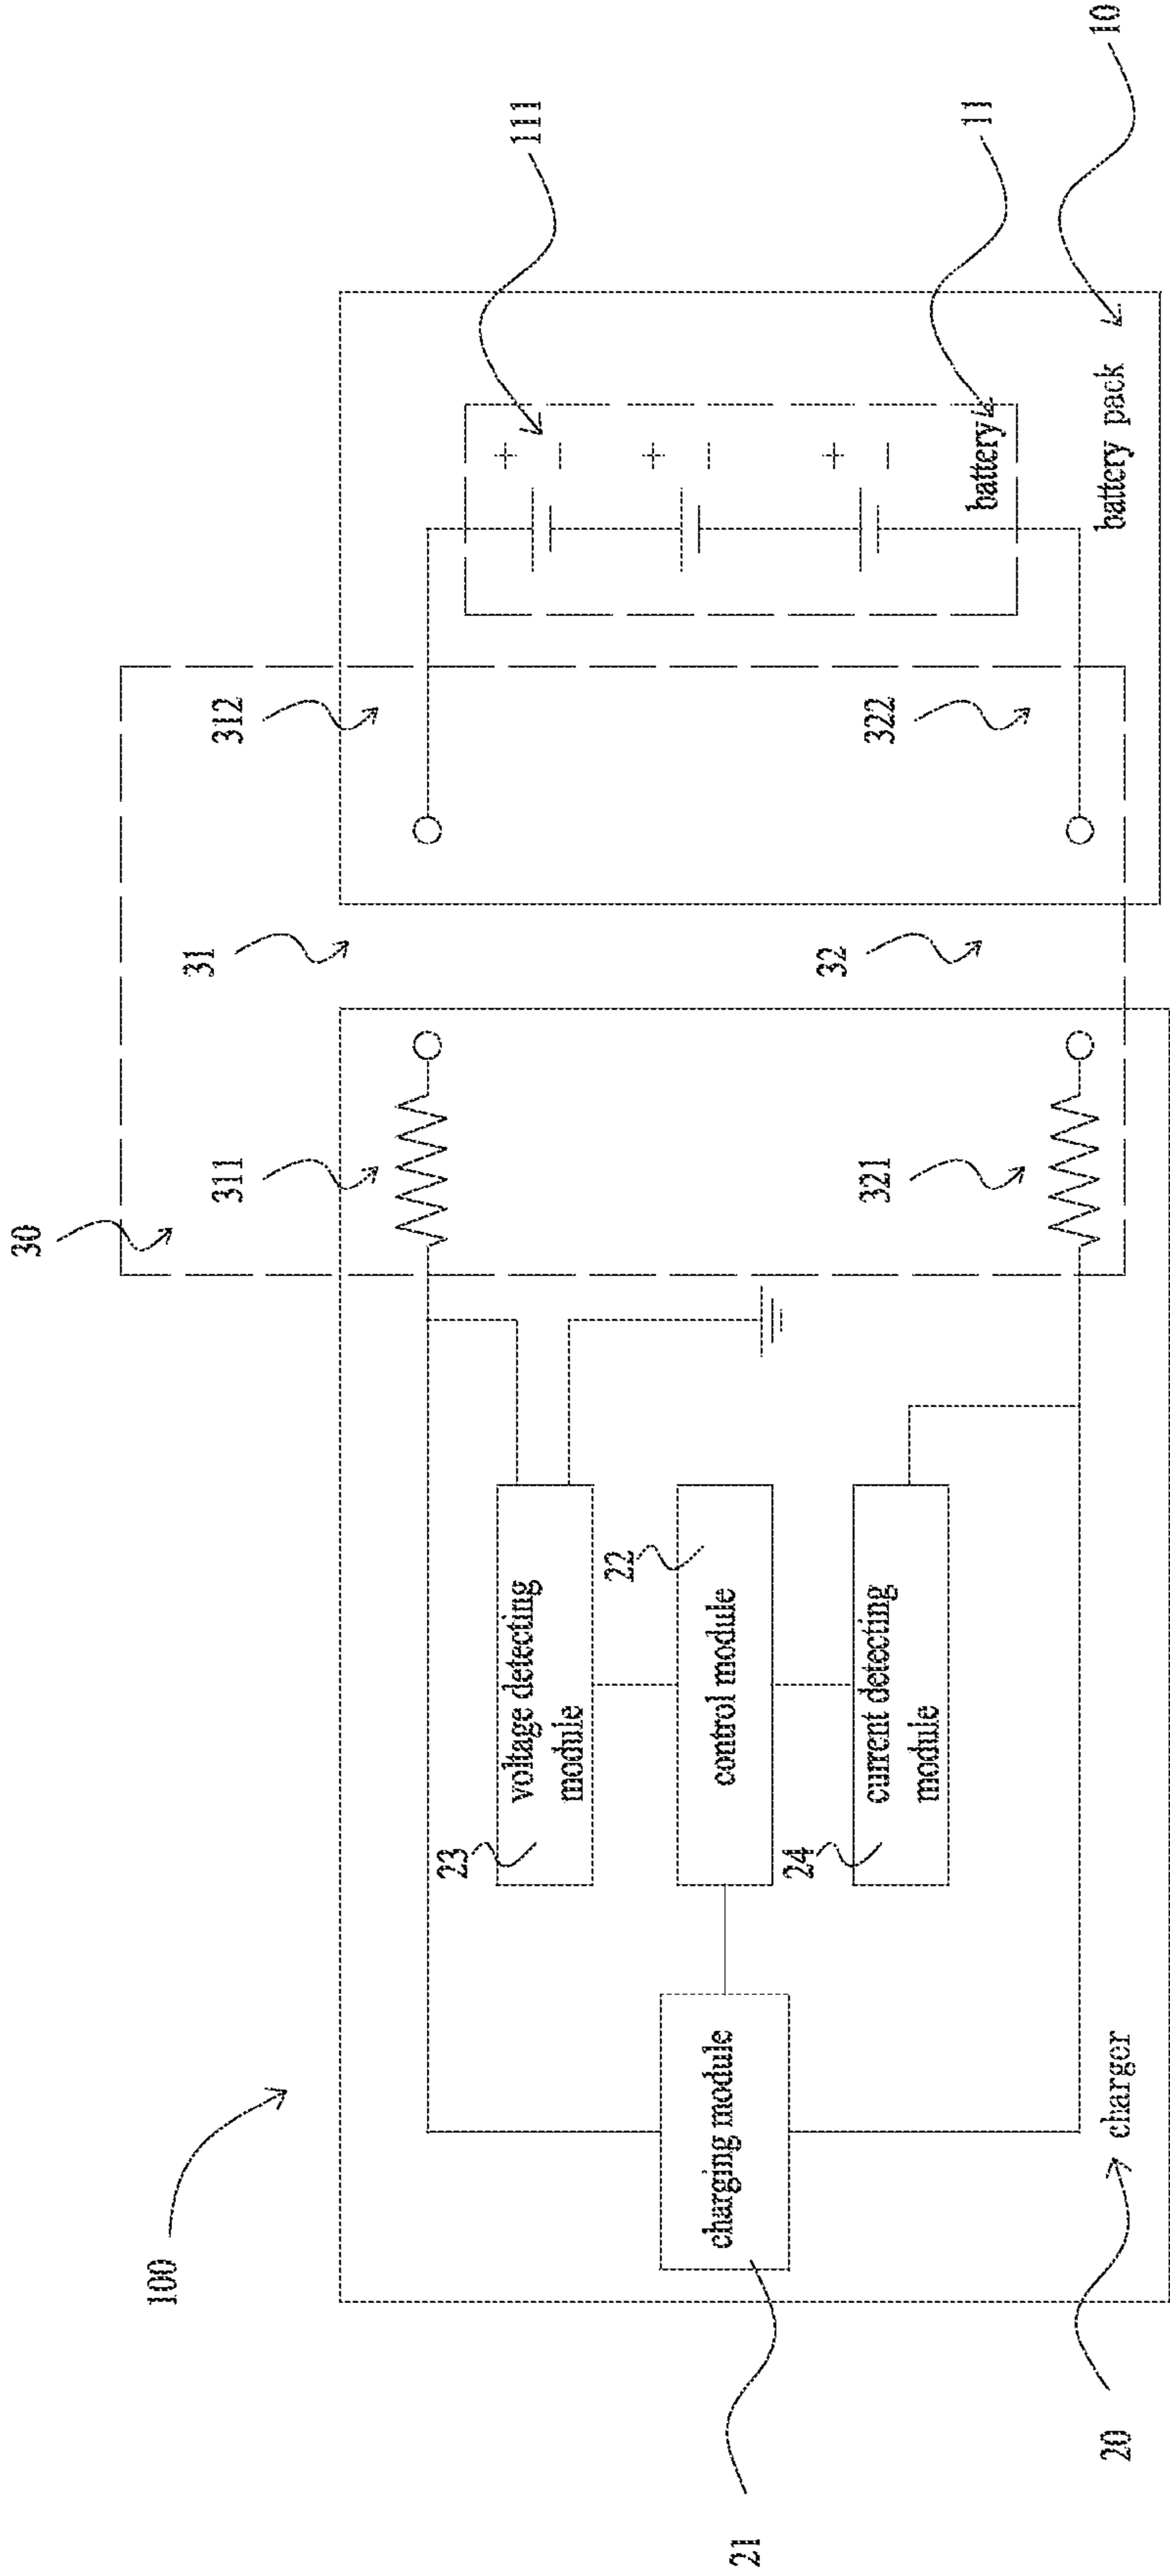 100
30
31
311
312
111
23
voltage detecting
module
22
control module
21
charging module
24
current detecting
module
32
321
322
11
battery
10
battery pack
20
charger